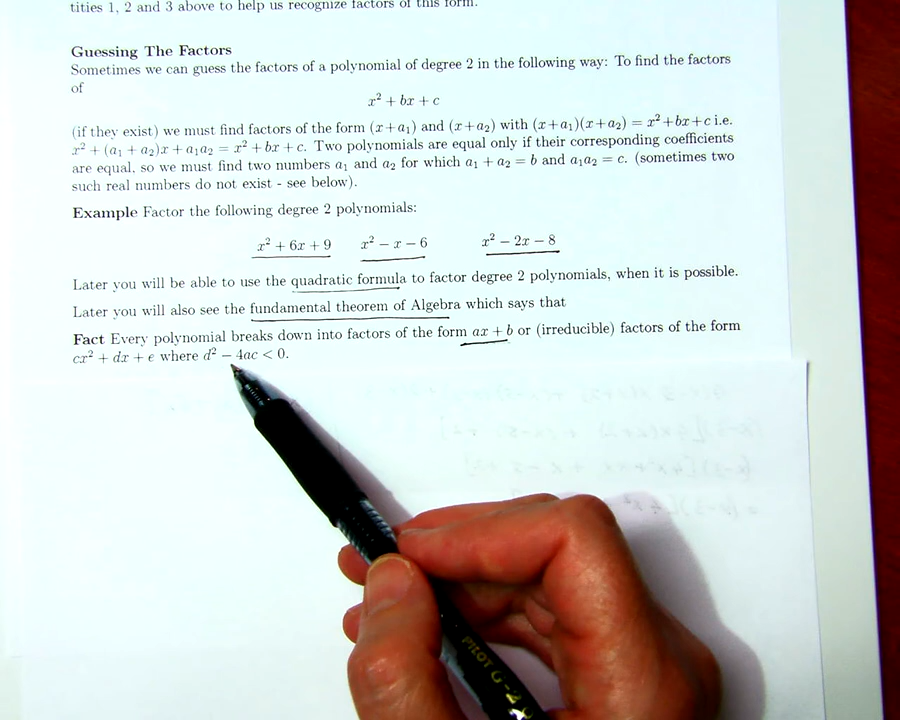 tities 1, 2 and 3 above to help us recognize factors of this form.
Guessing The Factors
Sometimes we can guess the factors of a polynomial of degree 2 in the following way: To find the factors
of
x² + bx + c
(if they exist) we must find factors of the form (x+a₁) and (x+a₂) with (x+a₁)(x+a₂) = x²+bx+c i.e.
x² + (a₁ + a₂)x + a₁a₂ = x² + bx + c. Two polynomials are equal only if their corresponding coefficients
are equal, so we must find two numbers a₁ and a₂ for which a₁ + a₂ = b and a₁a₂ = c. (sometimes two
such real numbers do not exist - see below).
Example Factor the following degree 2 polynomials:
x² + 6x + 9 x² − x − 6 x² − 2x − 8
Later you will be able to use the quadratic formula to factor degree 2 polynomials, when it is possible.
Later you will also see the fundamental theorem of Algebra which says that
Fact Every polynomial breaks down into factors of the form ax + b or (irreducible) factors of the form
cx² + dx + e where d² − 4ac < 0.
PILOT G-2